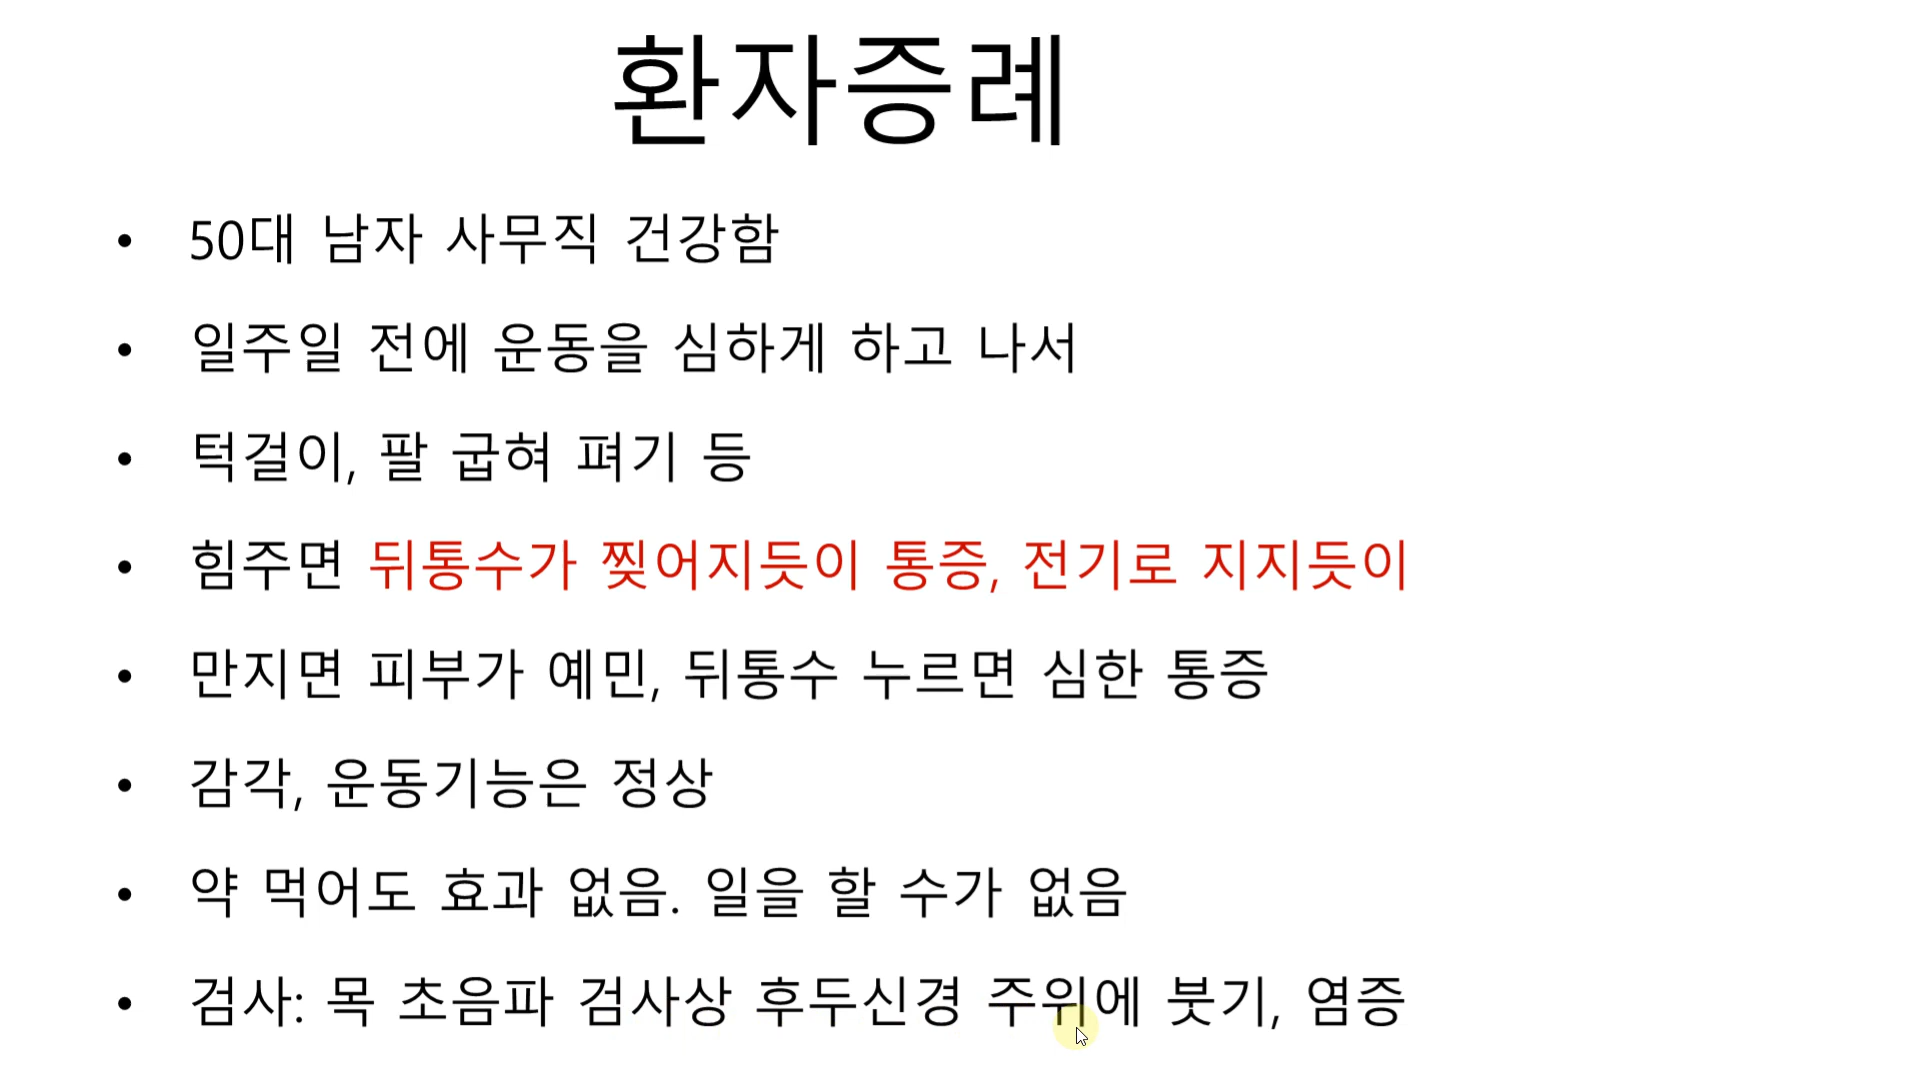 환자증례
• 50대 남자 사무직 건강함
• 일주일 전에 운동을 심하게 하고 나서
• 턱걸이, 팔 굽혀 펴기 등
• 힘주면 뒤통수가 찢어지듯이 통증, 전기로 지지듯이
• 만지면 피부가 예민, 뒤통수 누르면 심한 통증
• 감각, 운동기능은 정상
• 약 먹어도 효과 없음. 일을 할 수가 없음
• 검사: 목 초음파 검사상 후두신경 주위에 붓기, 염증